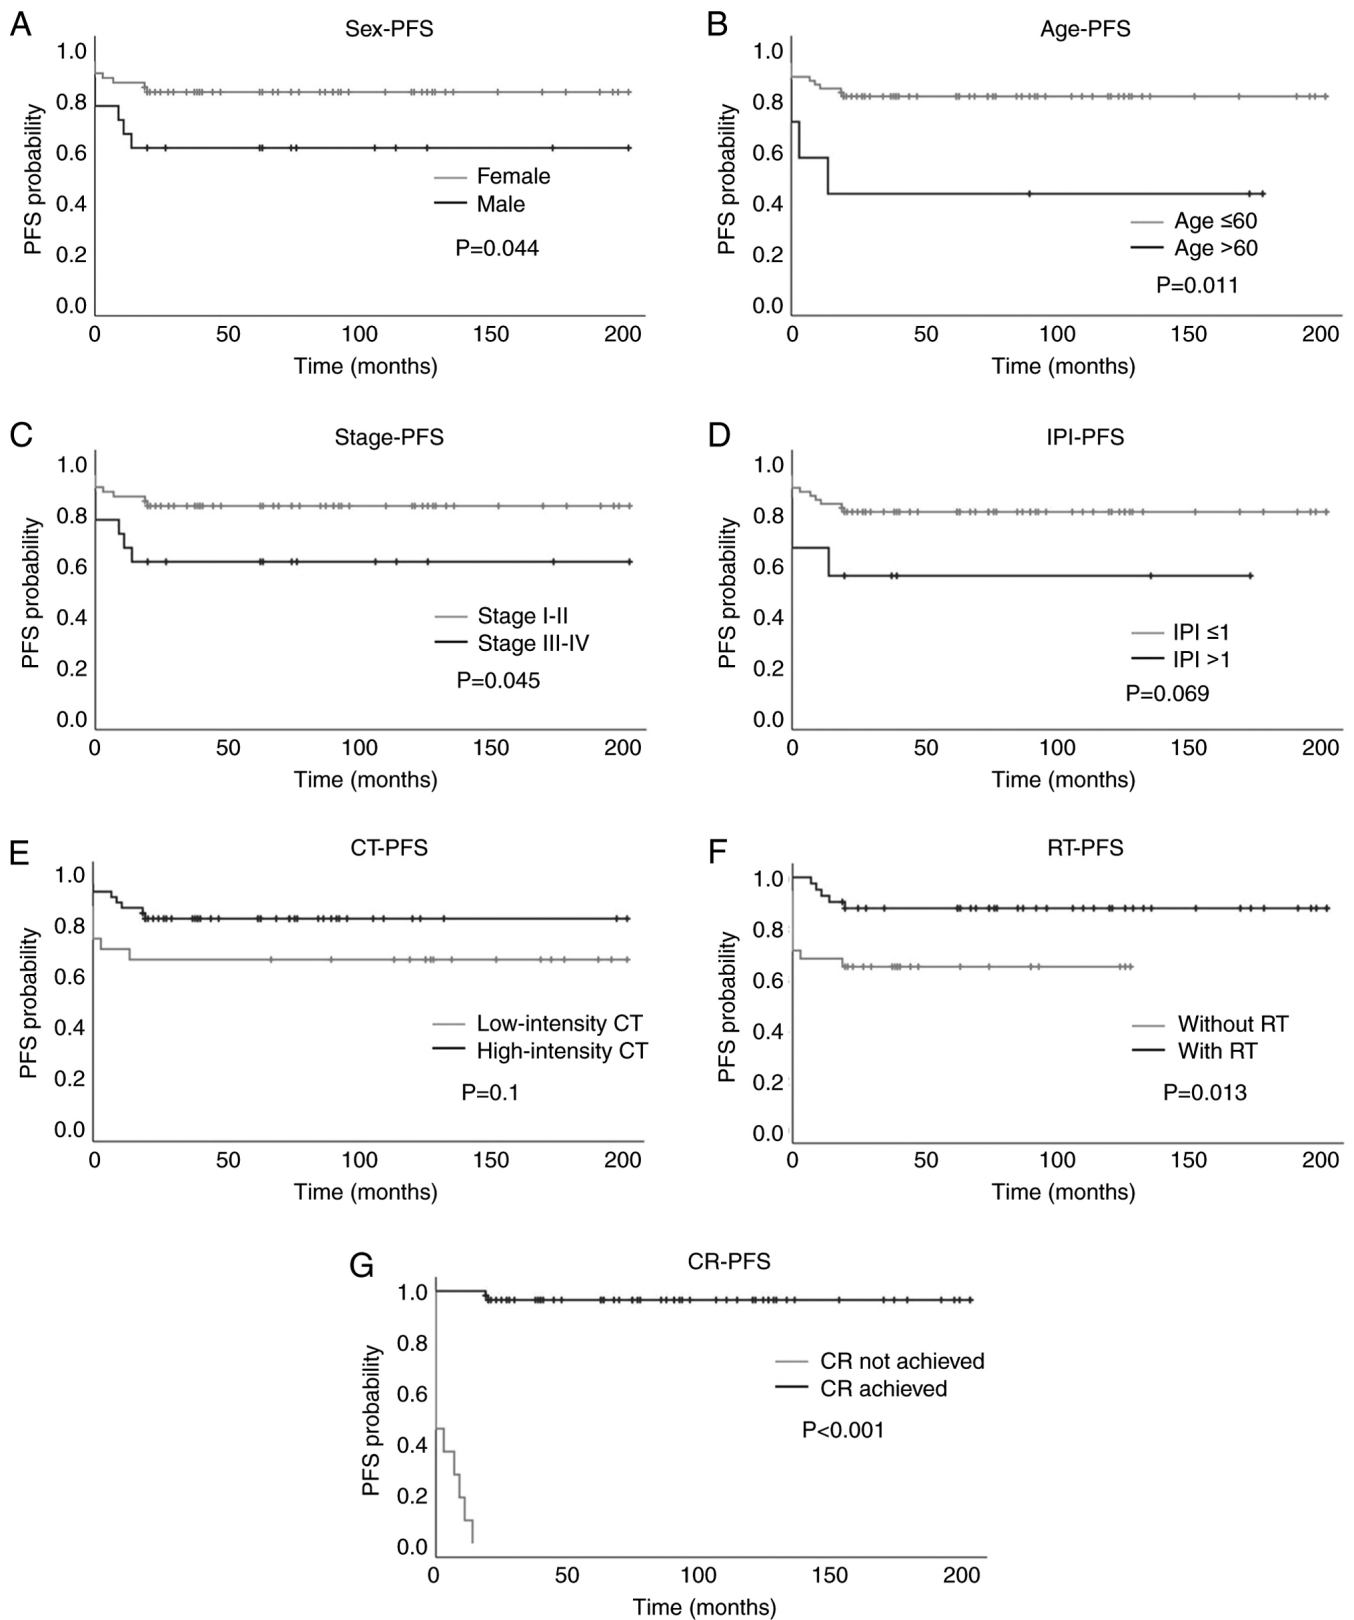 A
Sex-PFS
1.0
0.8
0.6
0.4
0.2
0.0
PFS probability
Female
Male
P=0.044
0 50 100 150 200
Time (months)
B
Age-PFS
1.0
0.8
0.6
0.4
0.2
0.0
PFS probability
Age ≤60
Age >60
P=0.011
0 50 100 150 200
Time (months)
C
Stage-PFS
1.0
0.8
0.6
0.4
0.2
0.0
PFS probability
Stage I-II
Stage III-IV
P=0.045
0 50 100 150 200
Time (months)
D
IPI-PFS
1.0
0.8
0.6
0.4
0.2
0.0
PFS probability
IPI ≤1
IPI >1
P=0.069
0 50 100 150 200
Time (months)
E
CT-PFS
1.0
0.8
0.6
0.4
0.2
0.0
PFS probability
Low-intensity CT
High-intensity CT
P=0.1
0 50 100 150 200
Time (months)
F
RT-PFS
1.0
0.8
0.6
0.4
0.2
0.0
PFS probability
Without RT
With RT
P=0.013
0 50 100 150 200
Time (months)
G
CR-PFS
1.0
0.8
0.6
0.4
0.2
0.0
PFS probability
CR not achieved
CR achieved
P<0.001
0 50 100 150 200
Time (months)